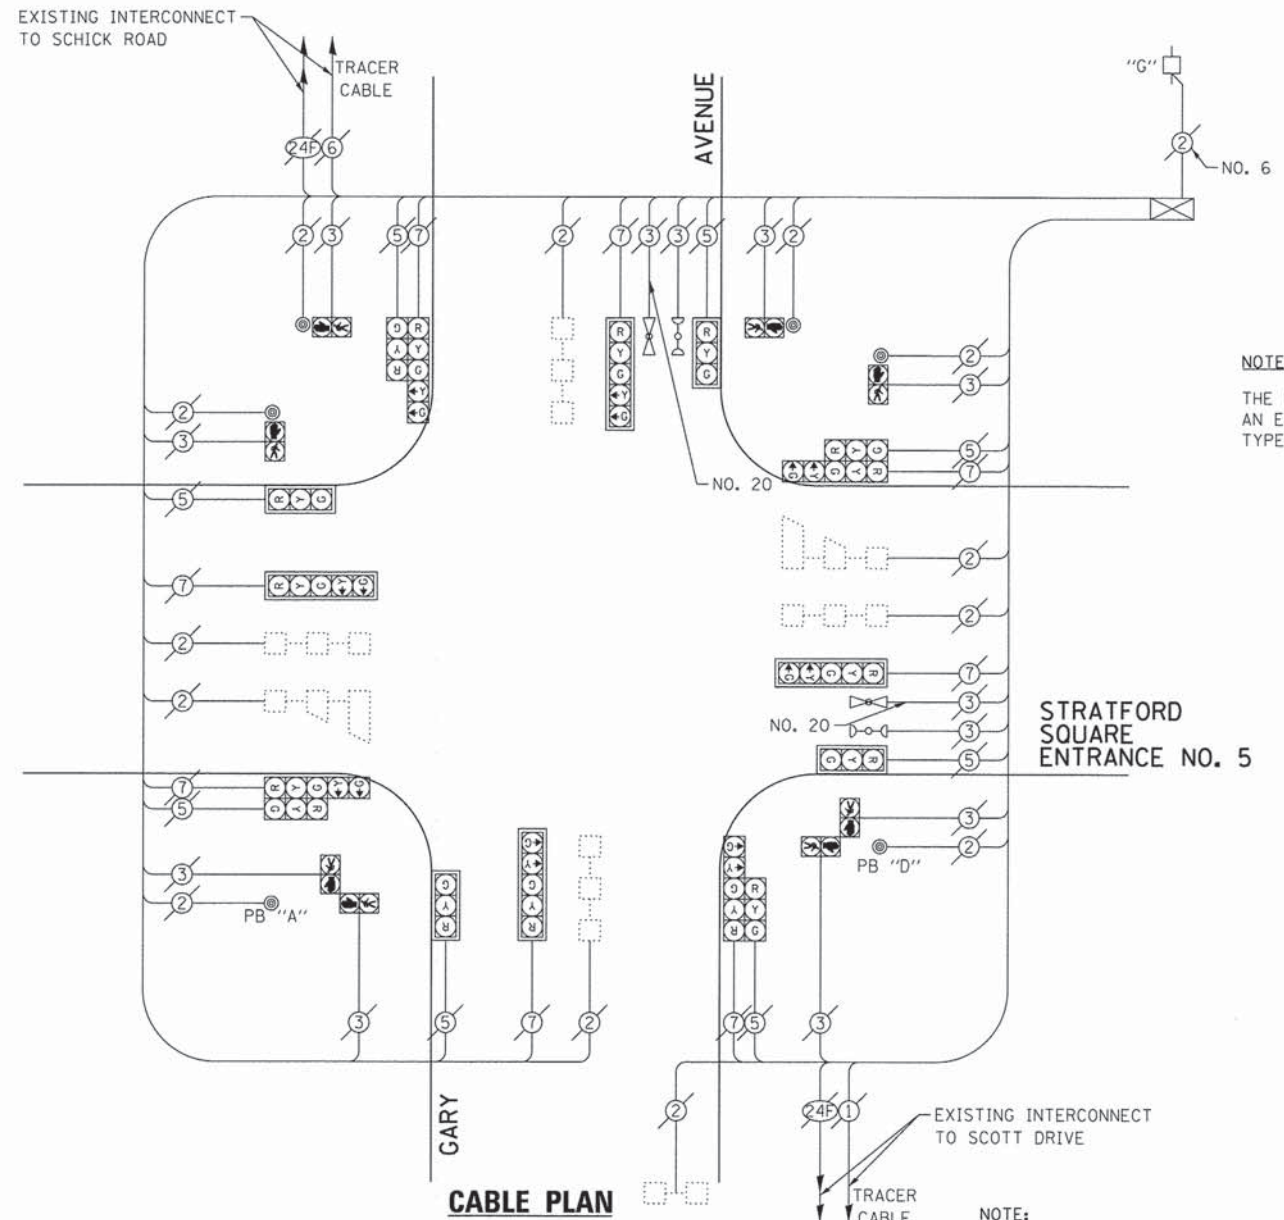 EXISTING INTERCONNECT
TO SCHICK ROAD
TRACER
CABLE
AVENUE
"G"
24F 6
2
NO. 6
2 3 5 7 2 7 3 3 5 3 2
G R
Y Y
R G
Y
G
R
Y
G
Y
G
R
Y
G
NO. 20
2
3
2
3
NOTE
THE
AN E
TYPE
R Y G
G Y G Y R
5
7
5
R Y G
7
R Y G Y G
2
2
2
2
G Y G Y R
7
NO. 20
3
3
G Y R
5
STRATFORD
SQUARE
ENTRANCE NO. 5
7
R Y G Y G
5
G Y R
3
2
PB "A"
3
2
PB "D"
G
Y
R
G
Y
G
Y
R
G
Y
G R
Y Y
R G
3 5 7 2 7 5 3
GARY
2
24F 1
EXISTING INTERCONNECT
TO SCOTT DRIVE
TRACER
CABLE
CABLE PLAN
NOTE: